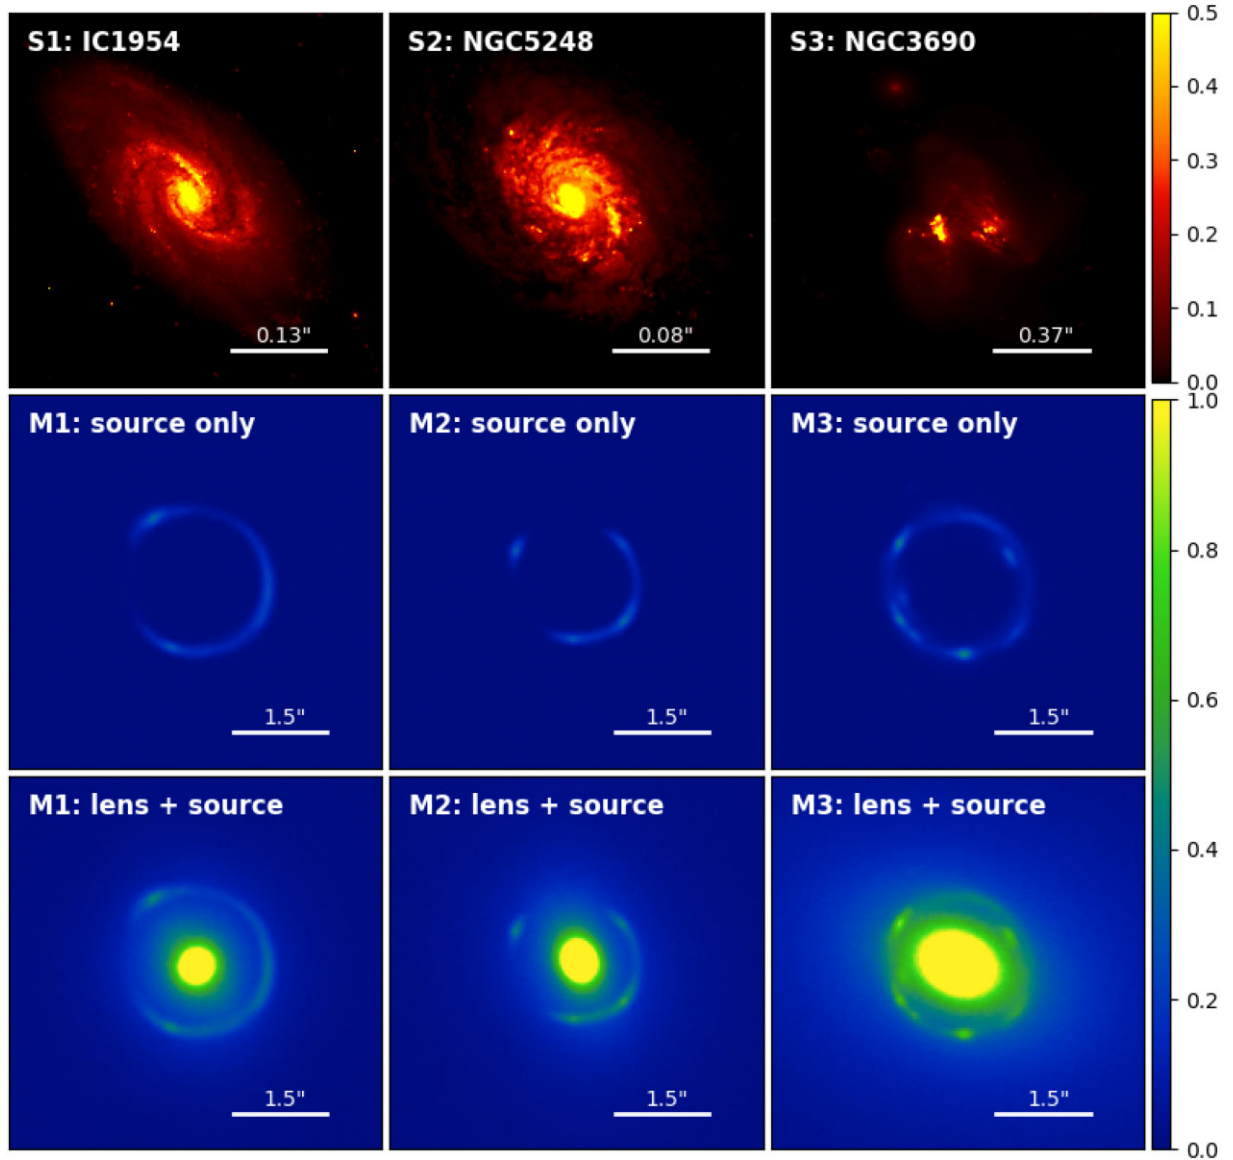 S1: IC1954
S2: NGC5248
S3: NGC3690
0.13"
0.08"
0.37"
0.5
0.4
0.3
0.2
0.1
0.0
M1: source only
M2: source only
M3: source only
1.5"
1.5"
1.5"
M1: lens + source
M2: lens + source
M3: lens + source
1.5"
1.5"
1.5"
1.0
0.8
0.6
0.4
0.2
0.0